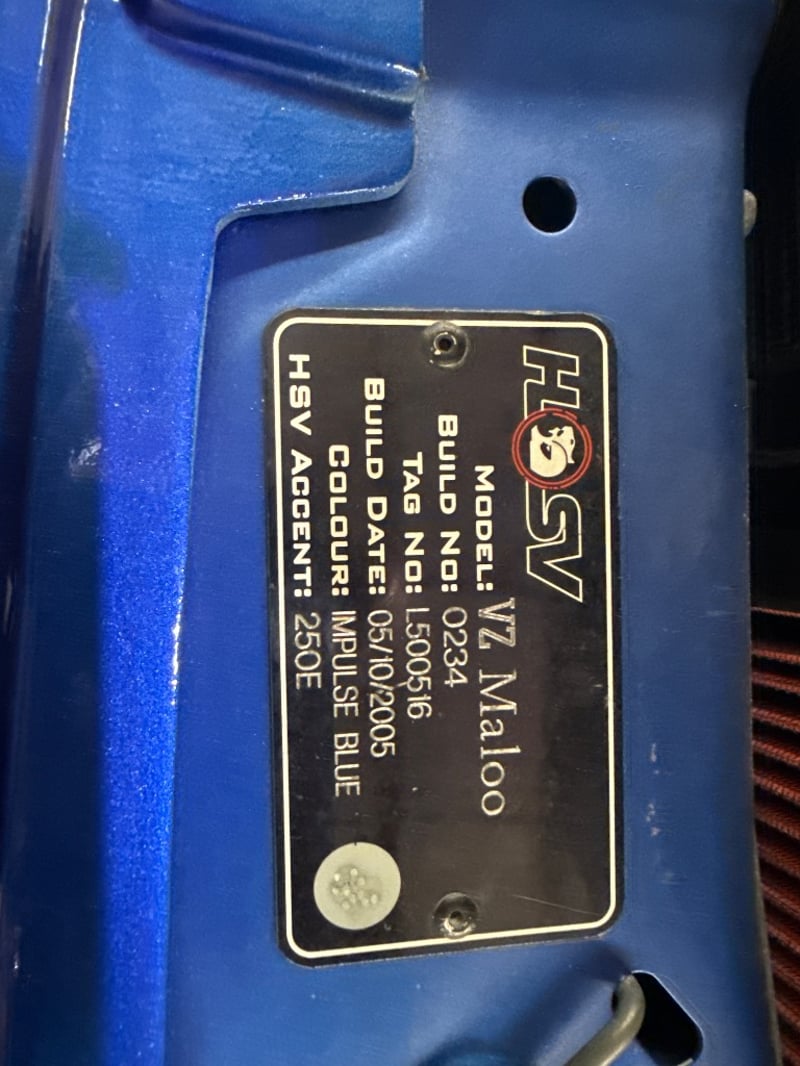 HSV
MODEL: VZ Maloo
BUILD NO: 0234
TAG NO: L500516
BUILD DATE: 05/10/2005
COLOUR: IMPULSE BLUE
HSV ACCENT: 250E